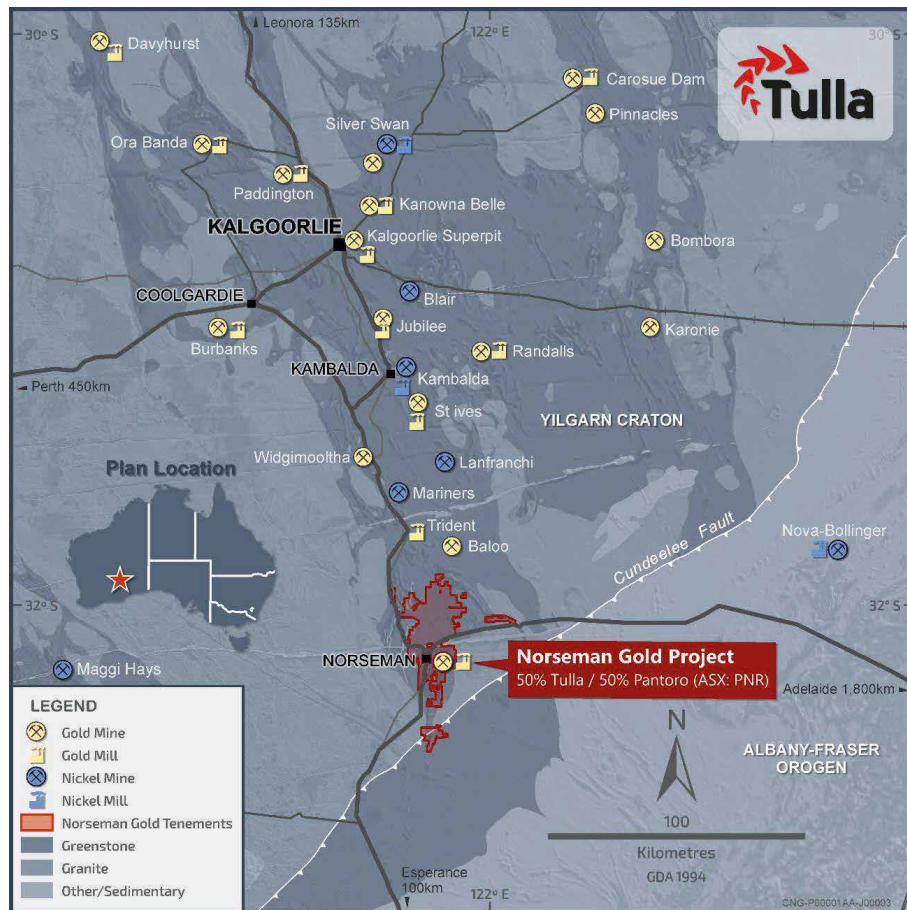 Leonora 135km
30° S
122° E
30° S
Davyhurst
Tulla
Carosue Dam
Pinnacles
Silver Swan
Ora Banda
Paddington
Kanowna Belle
KALGOORLIE
Kalgoorlie Superpit
Bombora
COOLGARDIE
Blair
Jubilee
Karonie
Burbanks
Randalls
KAMBALDA
Kambalda
Perth 450km
St ives
YILGARN CRATON
Widgimooltha
Lanfranchi
Plan Location
Mariners
Trident
Baloo
Cundeelee Fault
Nova-Bollinger
32° S
32° S
NORSEMAN
Norseman Gold Project
50% Tulla / 50% Pantoro (ASX: PNR)
Maggi Hays
Adelaide 1,800km
LEGEND
Gold Mine
Gold Mill
Nickel Mine
Nickel Mill
Norseman Gold Tenements
Greenstone
Granite
Other/Sedimentary
N
ALBANY-FRASER
OROGEN
100
Kilometres
GDA 1994
Esperance
100km
122° E
CNG-P00001AA-J00003